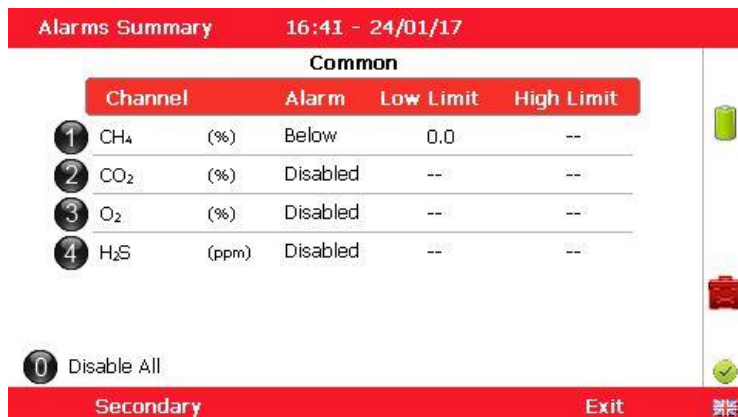 Alarms Summary 16:41 - 24/01/17
Common
Channel Alarm Low Limit High Limit
1 CH₄ (%) Below 0.0 --
2 CO₂ (%) Disabled -- --
3 O₂ (%) Disabled -- --
4 H₂S (ppm) Disabled -- --
0 Disable All
Secondary Exit